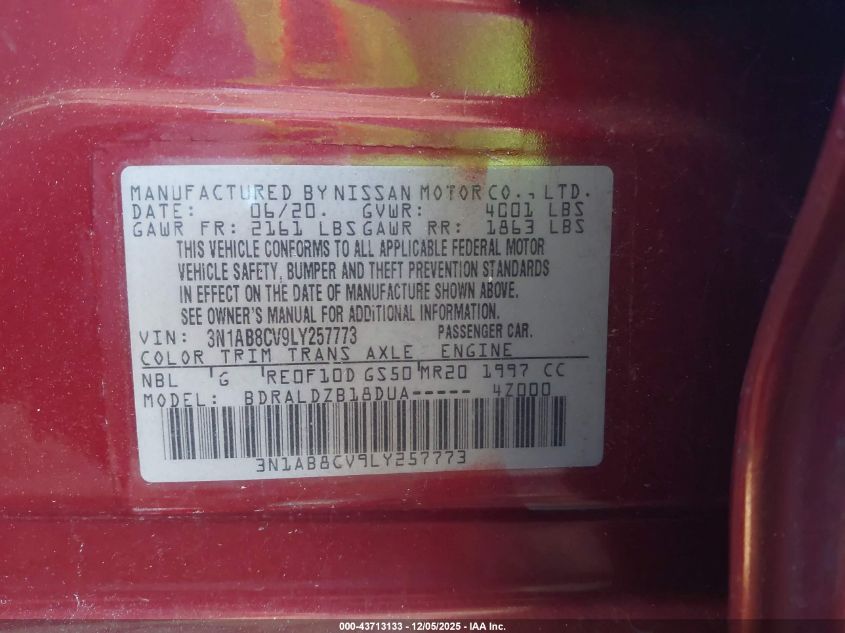 MANUFACTURED BY NISSAN MOTOR CO., LTD.
DATE: 06/20. GVWR: 4001 LBS
GAWR FR: 2161 LBS GAWR RR: 1863 LBS
THIS VEHICLE CONFORMS TO ALL APPLICABLE FEDERAL MOTOR
VEHICLE SAFETY, BUMPER AND THEFT PREVENTION STANDARDS
IN EFFECT ON THE DATE OF MANUFACTURE SHOWN ABOVE.
SEE OWNER'S MANUAL FOR ADDITIONAL INFORMATION.
VIN: 3N1AB8CV9LY257773 PASSENGER CAR.
COLOR TRIM TRANS AXLE ENGINE
NBL 'G 'RE0F10D GS50'MR20 1997 CC
MODEL: BDRALDZB18DUA----- 4Z000
3N1AB8CV9LY257773
000-43713133 - 12/05/2025 - IAA Inc.